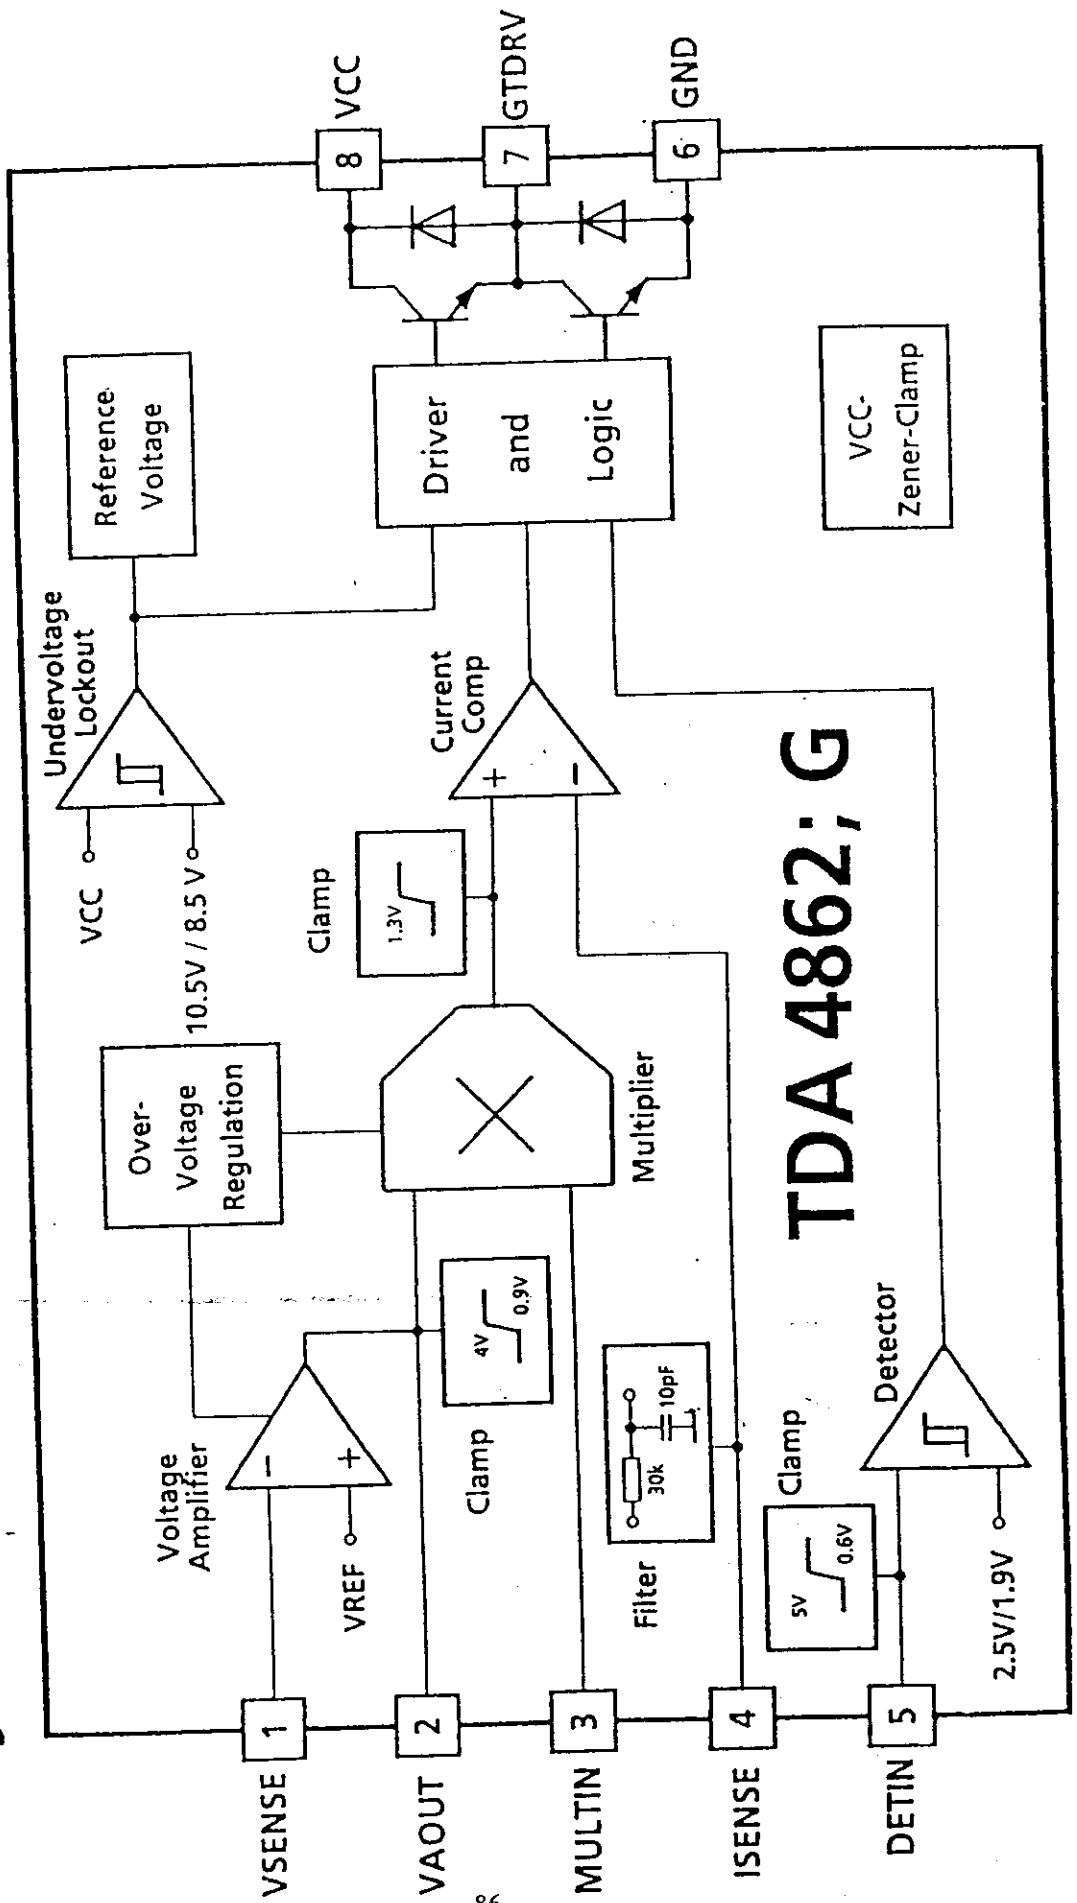 Undervoltage
Lockout
VCC
10.5V / 8.5 V
Reference
Voltage
Over-
Voltage
Regulation
Voltage
Amplifier
-
+
VREF
Clamp
4V
0.9V
Multiplier
Clamp
1.3V
Current
Comp
+
-
Driver
and
Logic
Filter
30k
10pF
Clamp
5V
0.6V
2.5V/1.9V
Detector
VCC-
Zener-Clamp
TDA 4862; G
VSENSE 1
VAOUT 2
MULTIN 3
ISENSE 4
DETIN 5
6 GND
7 GTDRV
8 VCC